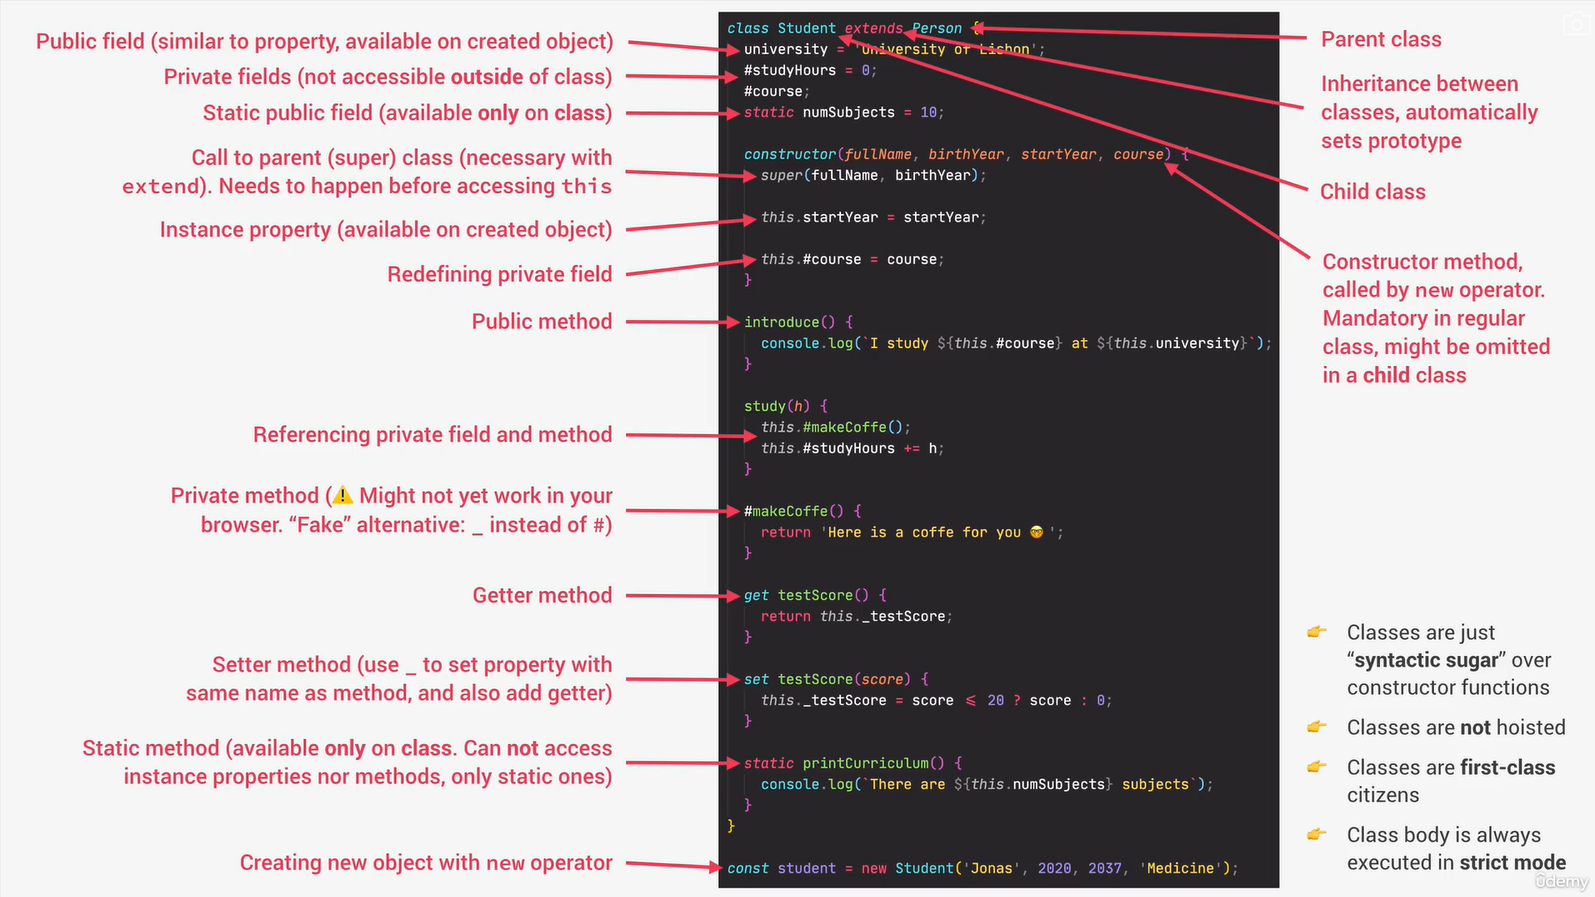 Public field (similar to property, available on created object)
Private fields (not accessible outside of class)
Static public field (available only on class)
Call to parent (super) class (necessary with
extend). Needs to happen before accessing this
Instance property (available on created object)
Redefining private field
Public method
Referencing private field and method
Private method (⚠️ Might not yet work in your
browser. “Fake” alternative: _ instead of #)
Getter method
Setter method (use _ to set property with
same name as method, and also add getter)
Static method (available only on class. Can not access
instance properties nor methods, only static ones)
Creating new object with new operator
class Student extends Person {
university = 'University of Lisbon';
#studyHours = 0;
#course;
static numSubjects = 10;
constructor(fullName, birthYear, startYear, course) {
super(fullName, birthYear);
this.startYear = startYear;
this.#course = course;
}
introduce() {
console.log(`I study ${this.#course} at ${this.university}`);
}
study(h) {
this.#makeCoffe();
this.#studyHours += h;
}
#makeCoffe() {
return 'Here is a coffe for you 🤓 ';
}
get testScore() {
return this._testScore;
}
set testScore(score) {
this._testScore = score ⩽ 20 ? score : 0;
}
static printCurriculum() {
console.log(`There are ${this.numSubjects} subjects`);
}
}
const student = new Student('Jonas', 2020, 2037, 'Medicine');
Parent class
Inheritance between
classes, automatically
sets prototype
Child class
Constructor method,
called by new operator.
Mandatory in regular
class, might be omitted
in a child class
👉 Classes are just
“syntactic sugar” over
constructor functions
👉 Classes are not hoisted
👉 Classes are first-class
citizens
👉 Class body is always
executed in strict mode
ûdemy